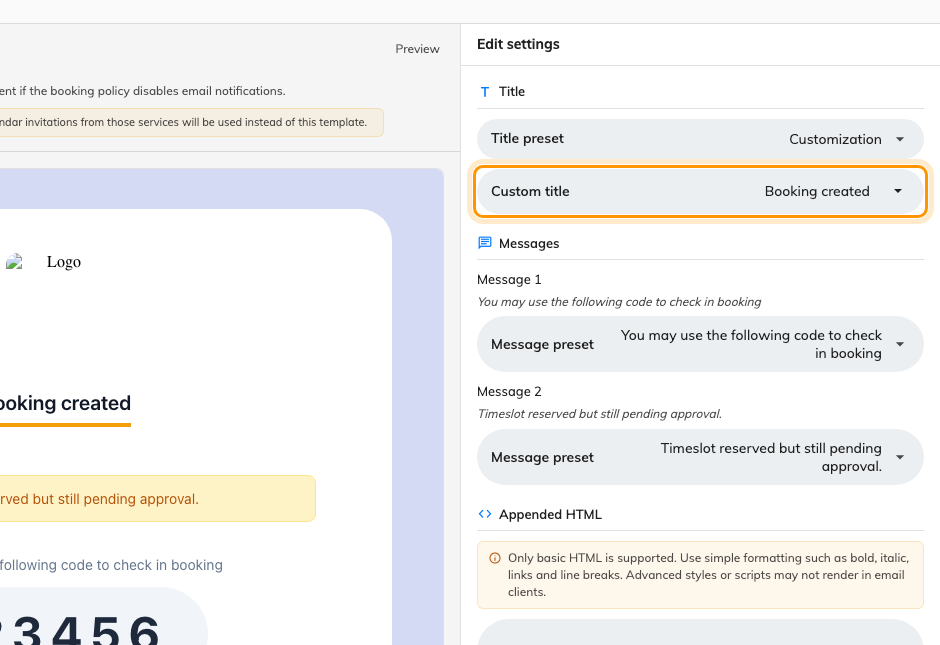 Preview
ent if the booking policy disables email notifications.
ndar invitations from those services will be used instead of this template.
Logo
ooking created
rved but still pending approval.
following code to check in booking
3456
Edit settings
Title
Title preset
Customization
Custom title
Booking created
Messages
Message 1
You may use the following code to check in booking
Message preset
You may use the following code to check
in booking
Message 2
Timeslot reserved but still pending approval.
Message preset
Timeslot reserved but still pending
approval.
Appended HTML
Only basic HTML is supported. Use simple formatting such as bold, italic,
links and line breaks. Advanced styles or scripts may not render in email
clients.